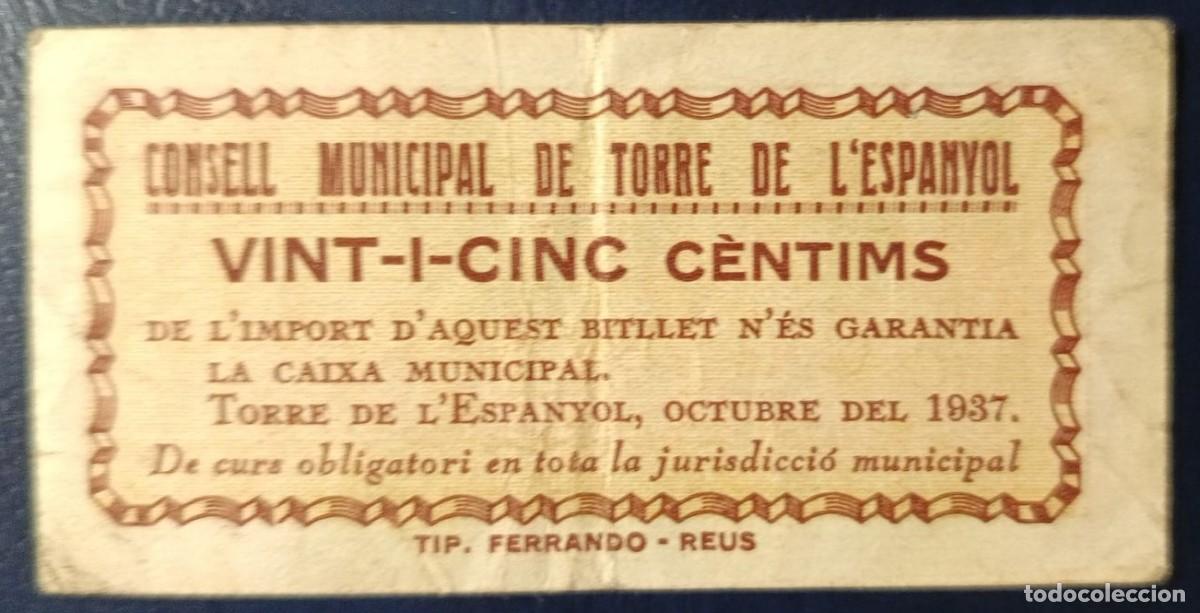 CONSELL MUNICIPAL DE TORRE DE L'ESPANYOL
VINT-I-CINC CÈNTIMS
DE L'IMPORT D'AQUEST BITLLET N'ÉS GARANTIA
LA CAIXA MUNICIPAL.
TORRE DE L'ESPANYOL, OCTUBRE DEL 1937.
De curs obligatori en tota la jurisdicció municipal
TIP. FERRANDO - REUS
todocoleccion